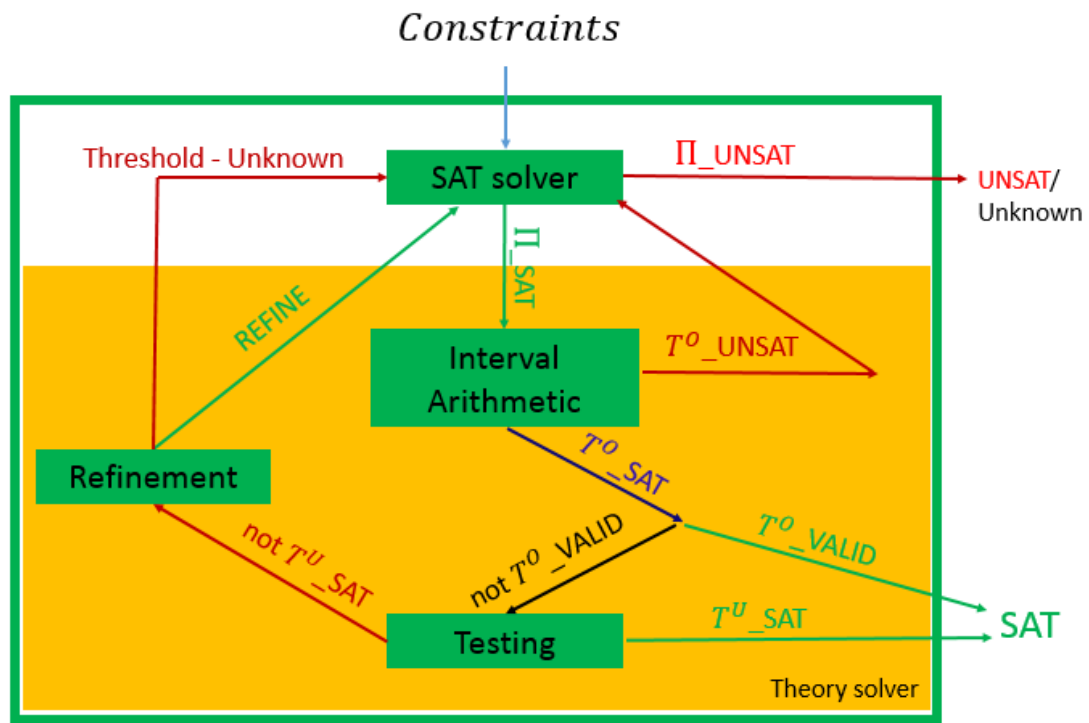 Constraints
Threshold - Unknown
SAT solver
Π_UNSAT
UNSAT/
Unknown
Π_SAT
REFINE
Interval
Arithmetic
T^O_UNSAT
T^O_SAT
Refinement
not T^U_SAT
not T^O_VALID
T^O_VALID
Testing
T^U_SAT
SAT
Theory solver